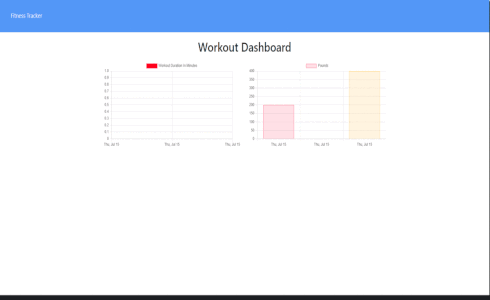 Fitness Tracker
Workout Dashboard
Workout Duration In Minutes
Pounds
1.0
0.9
0.8
0.7
0.6
0.5
0.4
0.3
0.2
0.1
0
Thu, Jul 15
Thu, Jul 15
Thu, Jul 15
400
350
300
250
200
150
100
50
0
Thu, Jul 15
Thu, Jul 15
Thu, Jul 15